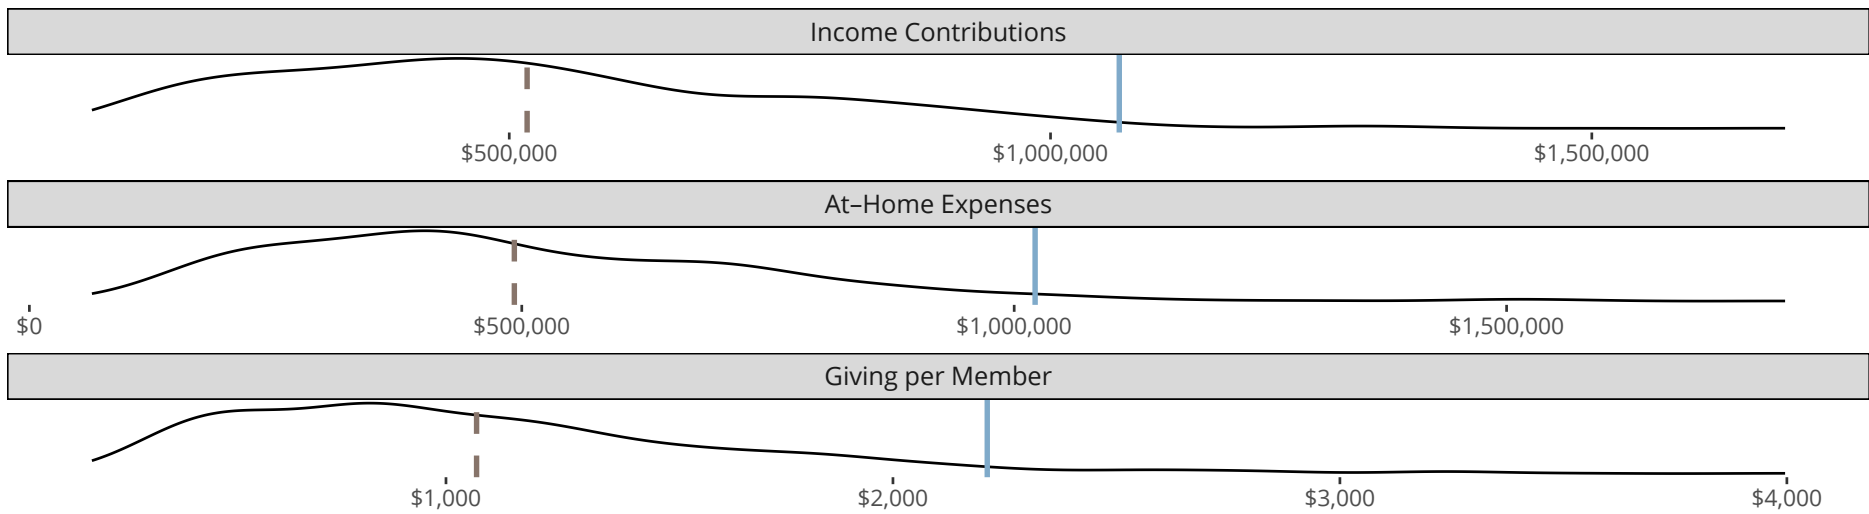 Income Contributions
$500,000 $1,000,000 $1,500,000
At–Home Expenses
$0 $500,000 $1,000,000 $1,500,000
Giving per Member
$1,000 $2,000 $3,000 $4,000